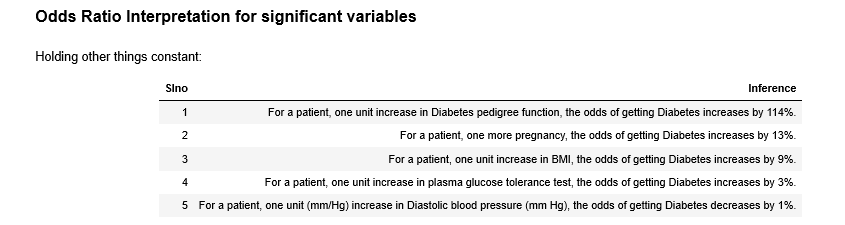 Odds Ratio Interpretation for significant variables
Holding other things constant:
Slno Inference
1 For a patient, one unit increase in Diabetes pedigree function, the odds of getting Diabetes increases by 114%.
2 For a patient, one more pregnancy, the odds of getting Diabetes increases by 13%.
3 For a patient, one unit increase in BMI, the odds of getting Diabetes increases by 9%.
4 For a patient, one unit increase in plasma glucose tolerance test, the odds of getting Diabetes increases by 3%.
5 For a patient, one unit (mm/Hg) increase in Diastolic blood pressure (mm Hg), the odds of getting Diabetes decreases by 1%.